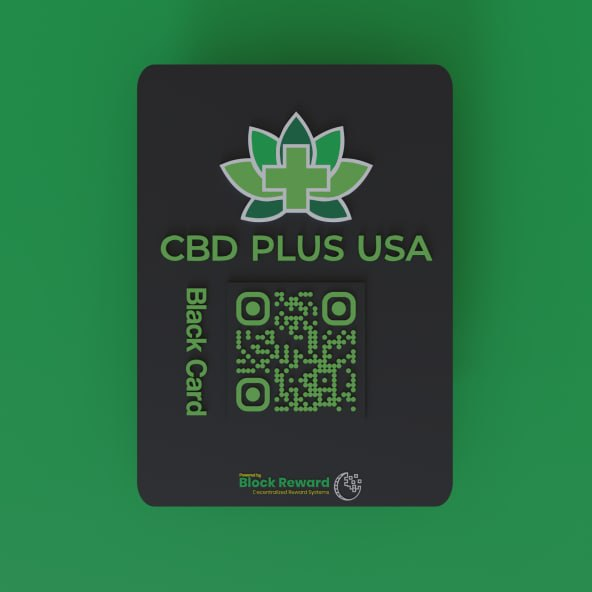 CBD PLUS USA
Black Card
Powered by
Block Reward
Decentralized Reward Systems